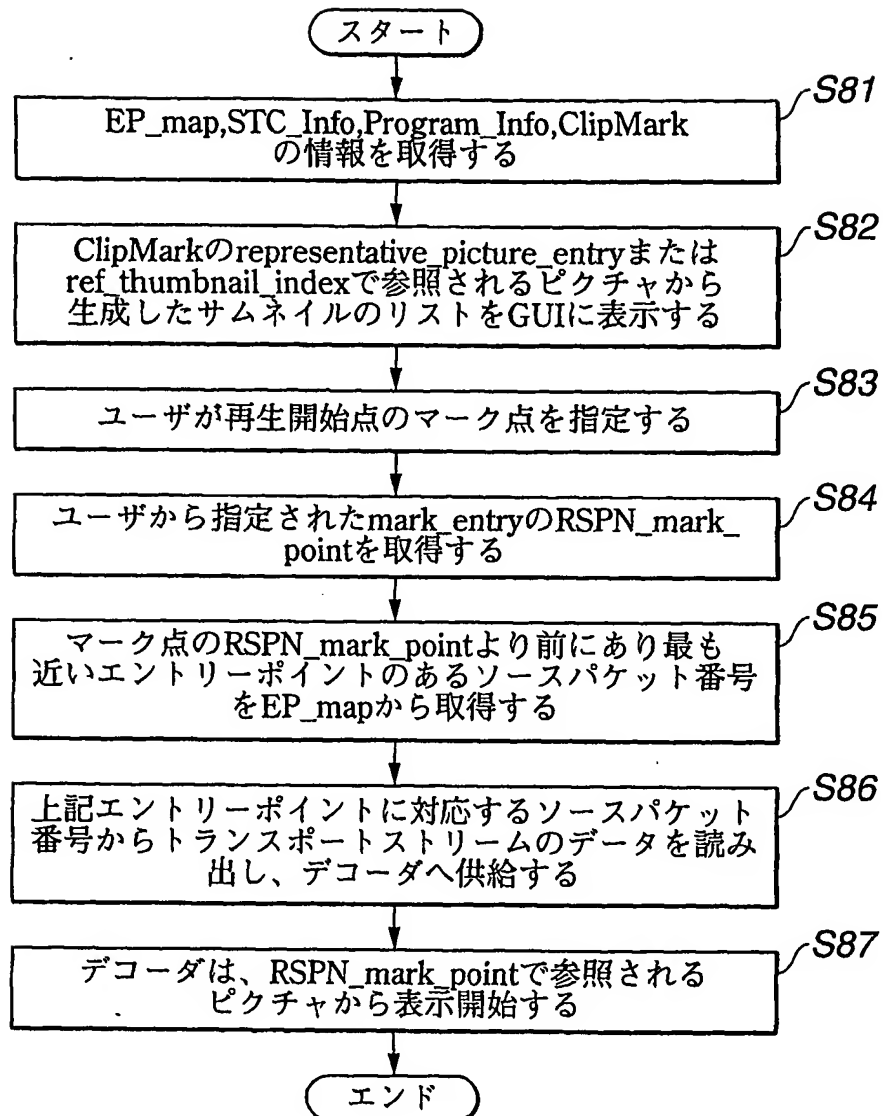 スタート
S81
EP_map,STC_Info,Program_Info,ClipMark
の情報を取得する
S82
ClipMarkのrepresentative_picture_entryまたは
ref_thumbnail_indexで参照されるピクチャから
生成したサムネイルのリストをGUIに表示する
S83
ユーザが再生開始点のマーク点を指定する
S84
ユーザから指定されたmark_entryのRSPN_mark_
pointを取得する
S85
マーク点のRSPN_mark_pointより前にあり最も
近いエントリーポイントのあるソースパケット番号
をEP_mapから取得する
S86
上記エントリーポイントに対応するソースパケット
番号からトランスポートストリームのデータを読み
出し、デコーダへ供給する
S87
デコーダは、RSPN_mark_pointで参照される
ピクチャから表示開始する
エンド